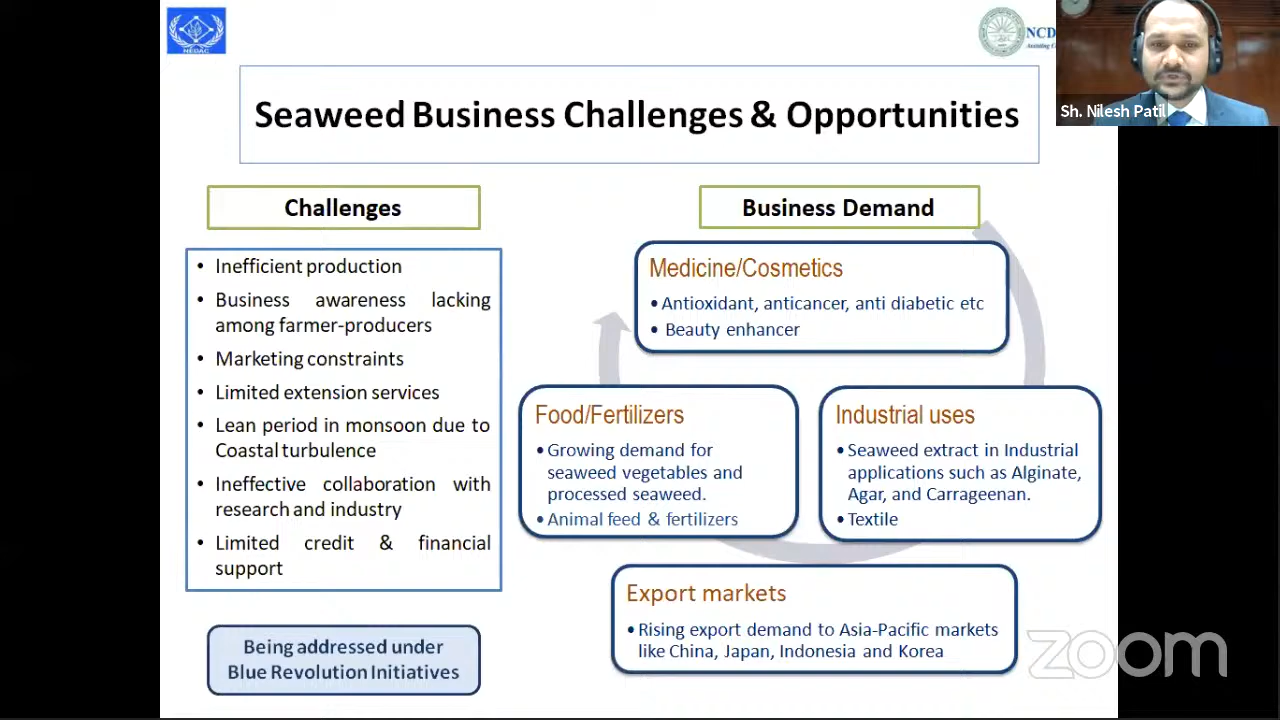 NEDAC
NCD
Assisting C
Sh. Nilesh Patil
Seaweed Business Challenges & Opportunities
Challenges
• Inefficient production
• Business awareness lacking
among farmer-producers
• Marketing constraints
• Limited extension services
• Lean period in monsoon due to
Coastal turbulence
• Ineffective collaboration with
research and industry
• Limited credit & financial
support
Being addressed under
Blue Revolution Initiatives
Business Demand
Medicine/Cosmetics
• Antioxidant, anticancer, anti diabetic etc
• Beauty enhancer
Food/Fertilizers
• Growing demand for
seaweed vegetables and
processed seaweed.
• Animal feed & fertilizers
Industrial uses
• Seaweed extract in Industrial
applications such as Alginate,
Agar, and Carrageenan.
• Textile
Export markets
• Rising export demand to Asia-Pacific markets
like China, Japan, Indonesia and Korea
zoom